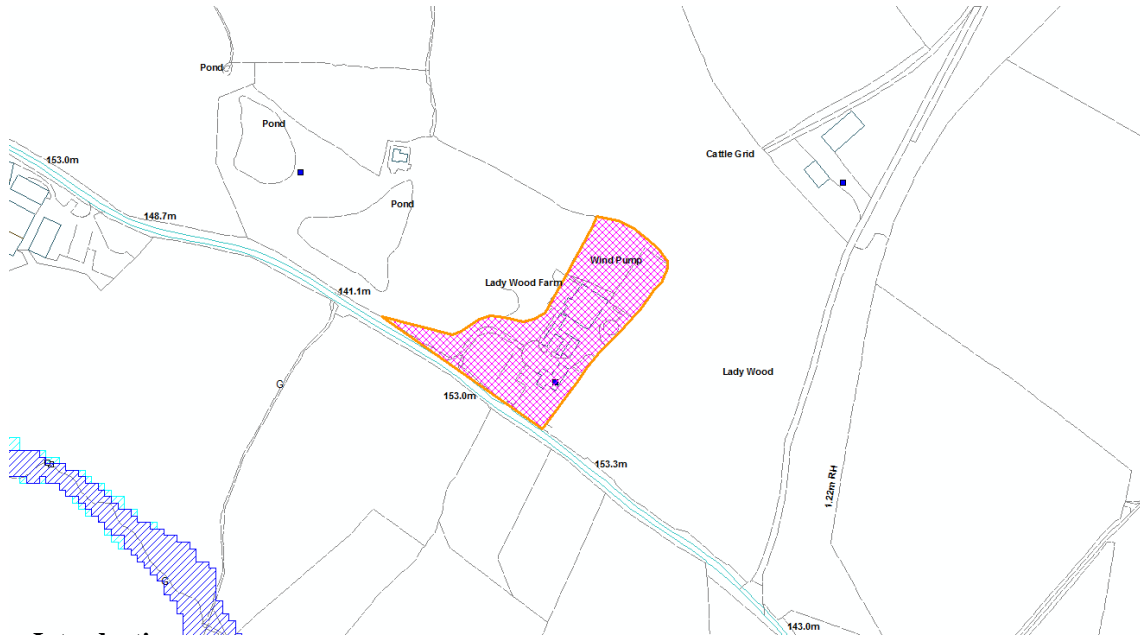 Pond
Pond
153.0m
Cattle Grid
Pond
148.7m
Wind Pump
Lady Wood Farm
141.1m
Lady Wood
G
153.0m
153.3m
1.22m RH
G
143.0m